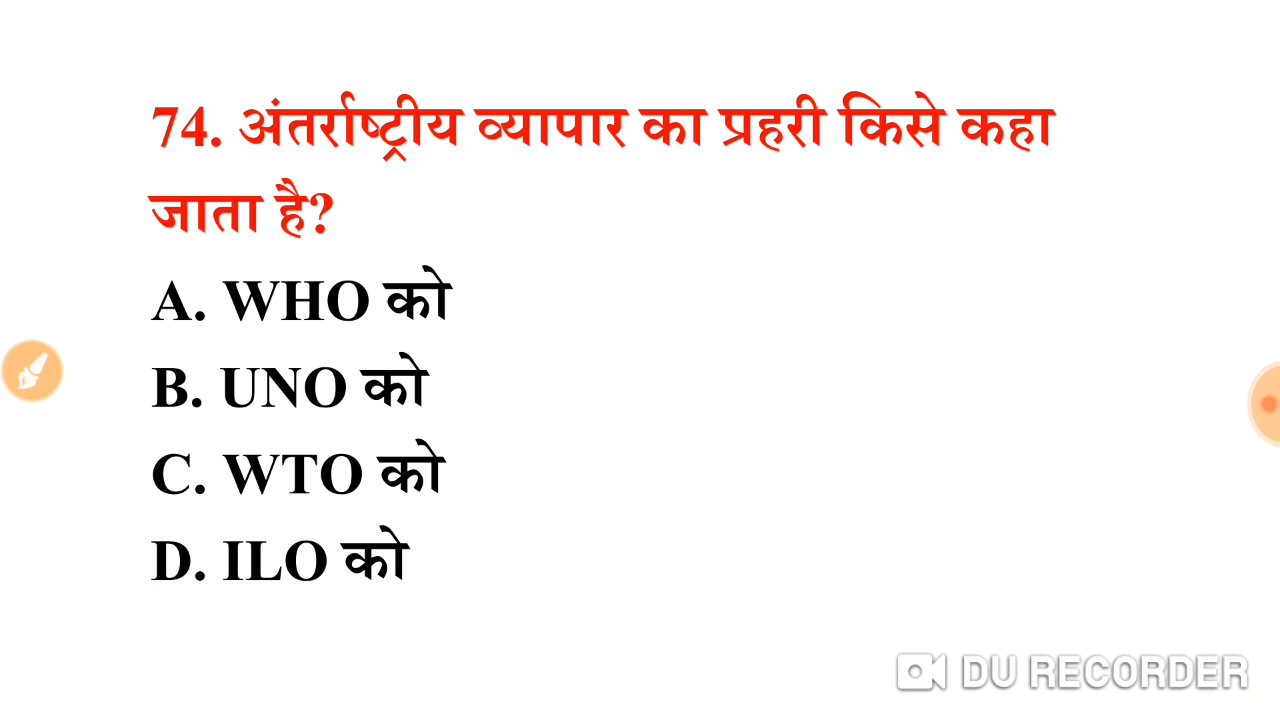 74. अंतर्राष्ट्रीय व्यापार का प्रहरी किसे कहा
जाता है?
A. WHO को
B. UNO को
C. WTO को
D. ILO को
DU RECORDER